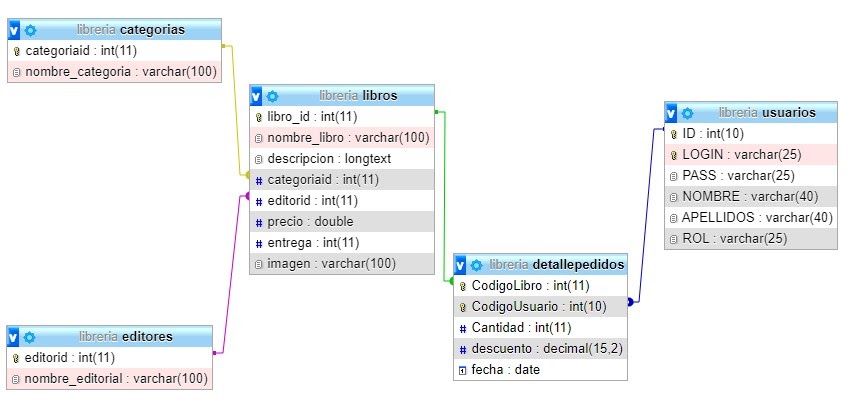 libreria categorias
categoriaid : int(11)
nombre_categoria : varchar(100)
libreria libros
libro_id : int(11)
nombre_libro : varchar(100)
descripcion : longtext
# categoriaid : int(11)
# editorid : int(11)
# precio : double
# entrega : int(11)
imagen : varchar(100)
libreria usuarios
ID : int(10)
LOGIN : varchar(25)
PASS : varchar(25)
NOMBRE : varchar(40)
APELLIDOS : varchar(40)
ROL : varchar(25)
libreria detallepedidos
CodigoLibro : int(11)
CodigoUsuario : int(10)
# Cantidad : int(11)
# descuento : decimal(15,2)
fecha : date
libreria editores
editorid : int(11)
nombre_editorial : varchar(100)